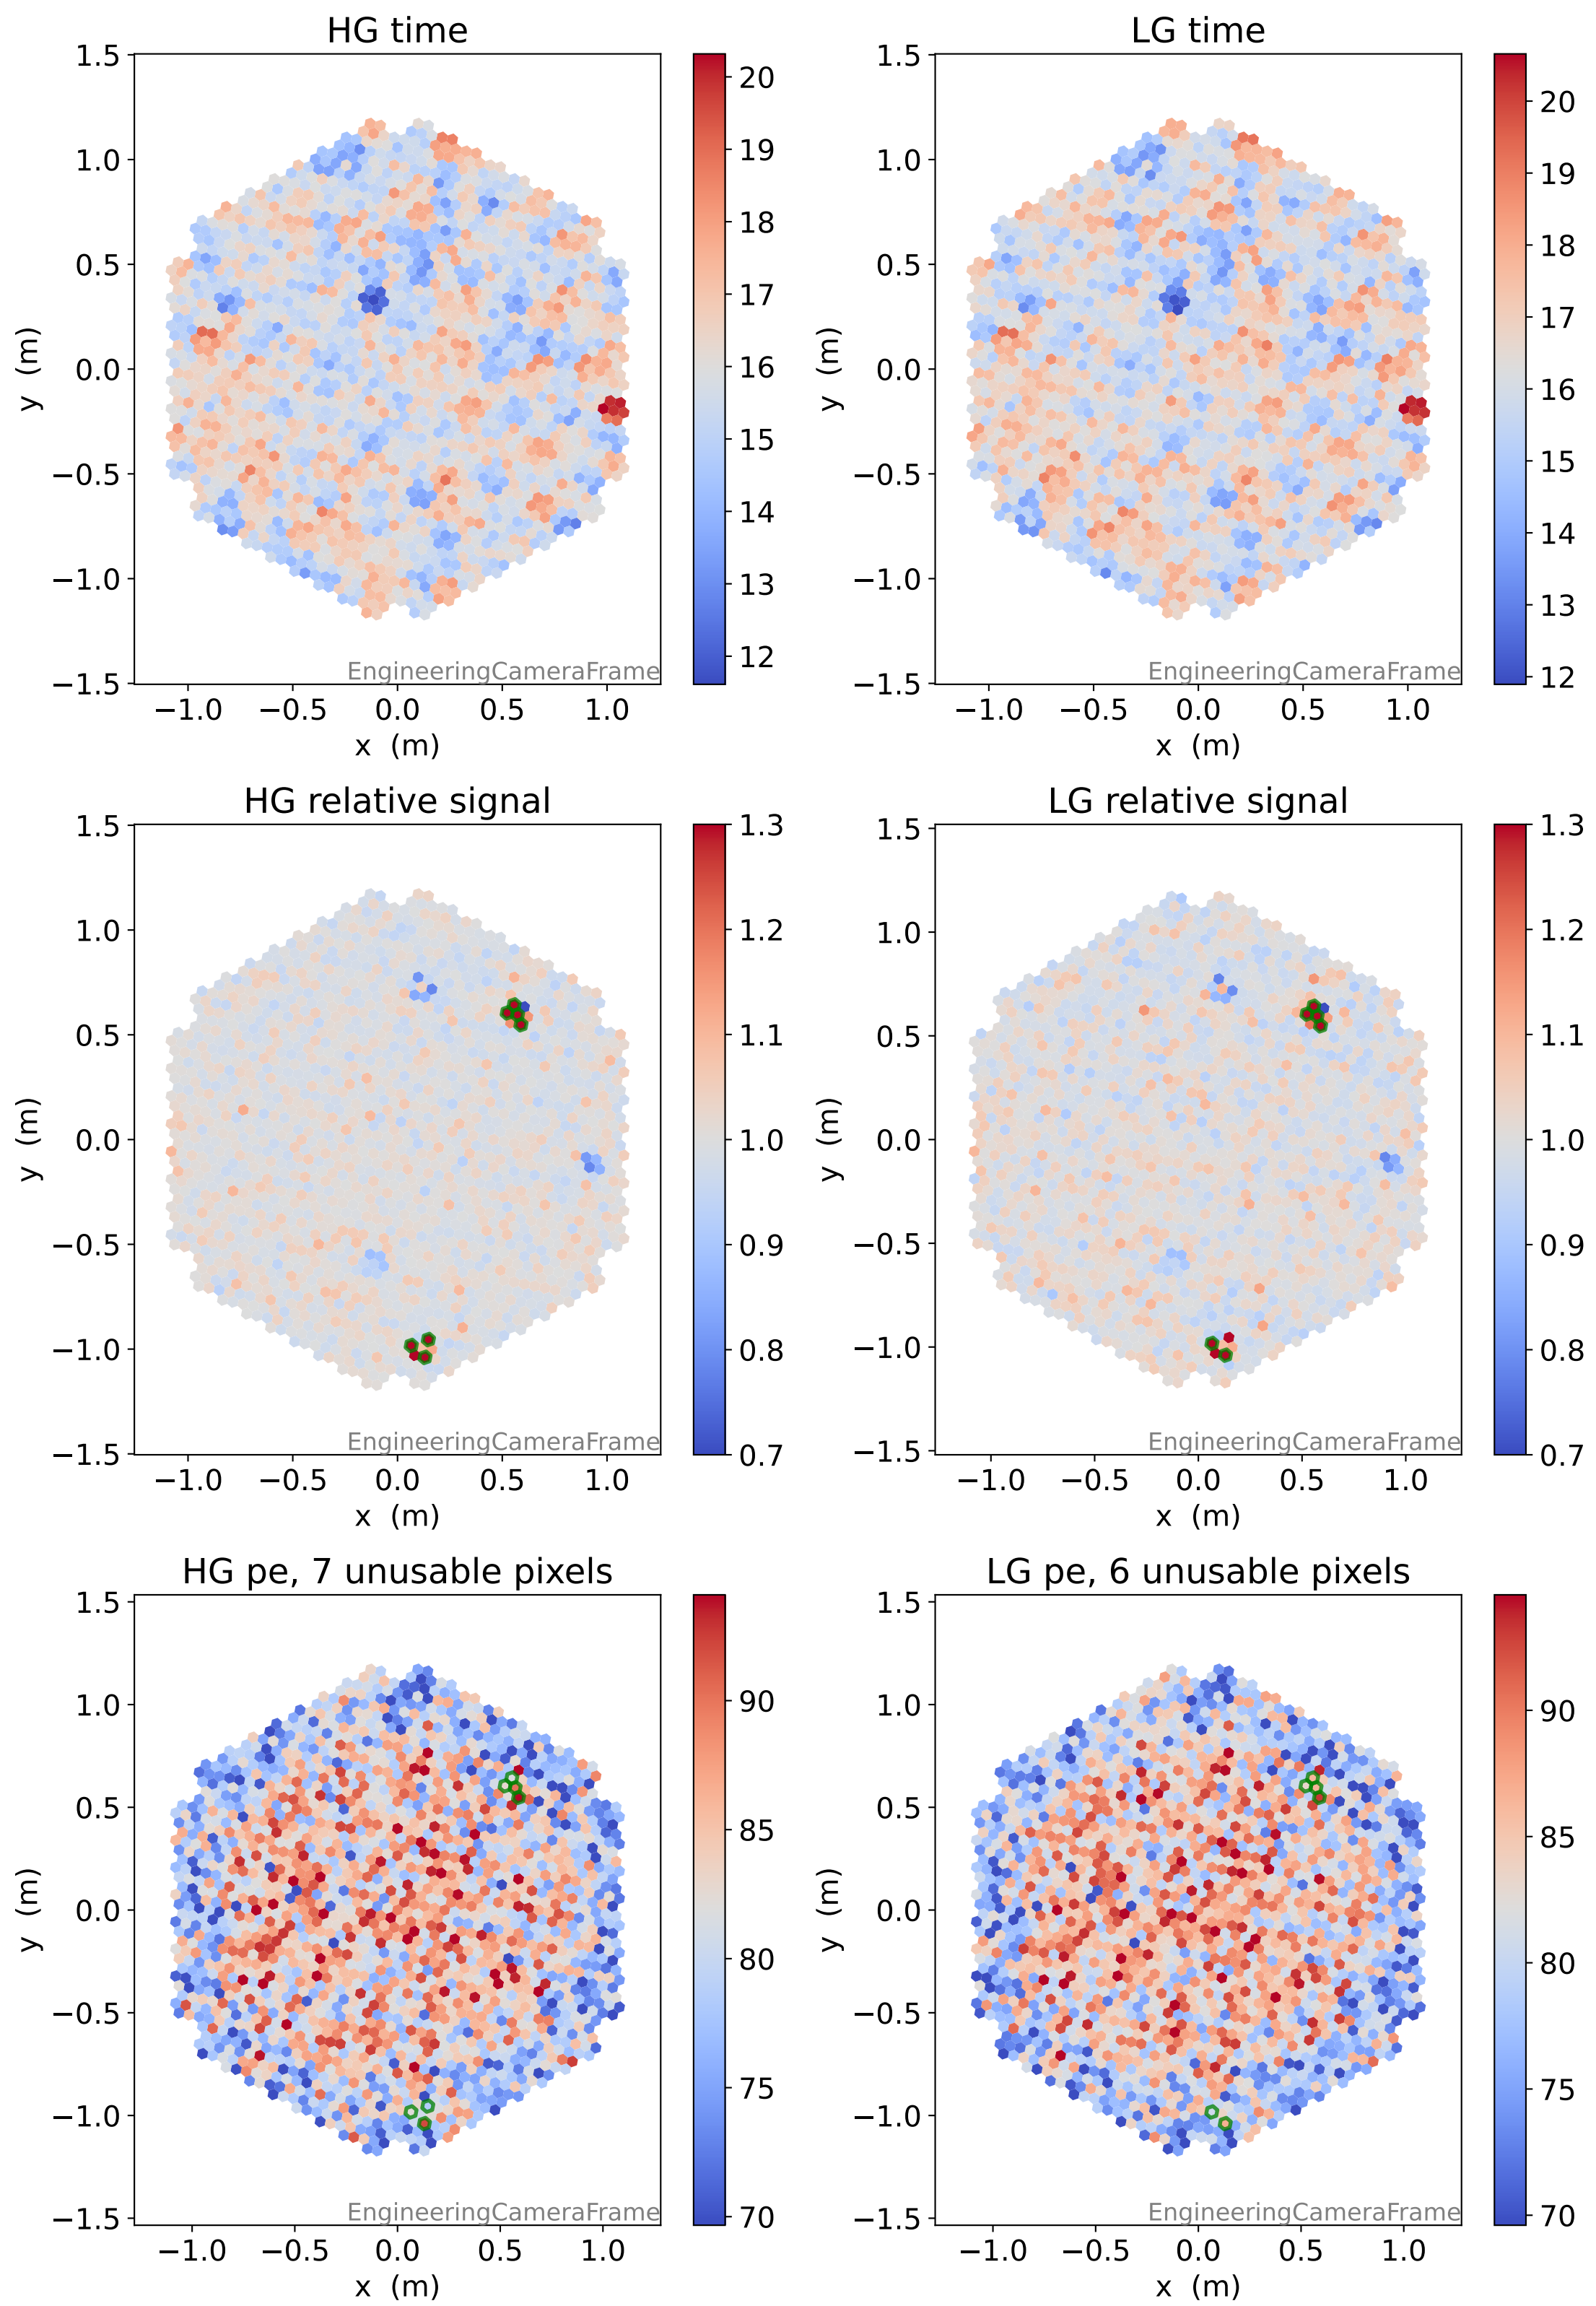 HG time
1.5
1.0
0.5
0.0
−0.5
−1.0
−1.5
y (m)
−1.0 −0.5 0.0 0.5 1.0
x (m)
EngineeringCameraFrame
20
19
18
17
16
15
14
13
12
LG time
1.5
1.0
0.5
0.0
−0.5
−1.0
−1.5
y (m)
−1.0 −0.5 0.0 0.5 1.0
x (m)
EngineeringCameraFrame
20
19
18
17
16
15
14
13
12
HG relative signal
1.5
1.0
0.5
0.0
−0.5
−1.0
−1.5
y (m)
−1.0 −0.5 0.0 0.5 1.0
x (m)
EngineeringCameraFrame
1.3
1.2
1.1
1.0
0.9
0.8
0.7
LG relative signal
1.5
1.0
0.5
0.0
−0.5
−1.0
−1.5
y (m)
−1.0 −0.5 0.0 0.5 1.0
x (m)
EngineeringCameraFrame
1.3
1.2
1.1
1.0
0.9
0.8
0.7
HG pe, 7 unusable pixels
1.5
1.0
0.5
0.0
−0.5
−1.0
−1.5
y (m)
−1.0 −0.5 0.0 0.5 1.0
x (m)
EngineeringCameraFrame
90
85
80
75
70
LG pe, 6 unusable pixels
1.5
1.0
0.5
0.0
−0.5
−1.0
−1.5
y (m)
−1.0 −0.5 0.0 0.5 1.0
x (m)
EngineeringCameraFrame
90
85
80
75
70